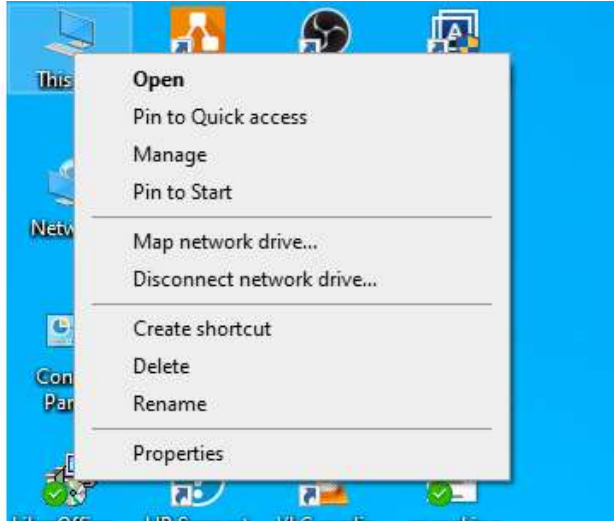 This
Open
Pin to Quick access
Manage
Pin to Start
Map network drive...
Disconnect network drive...
Create shortcut
Delete
Rename
Properties